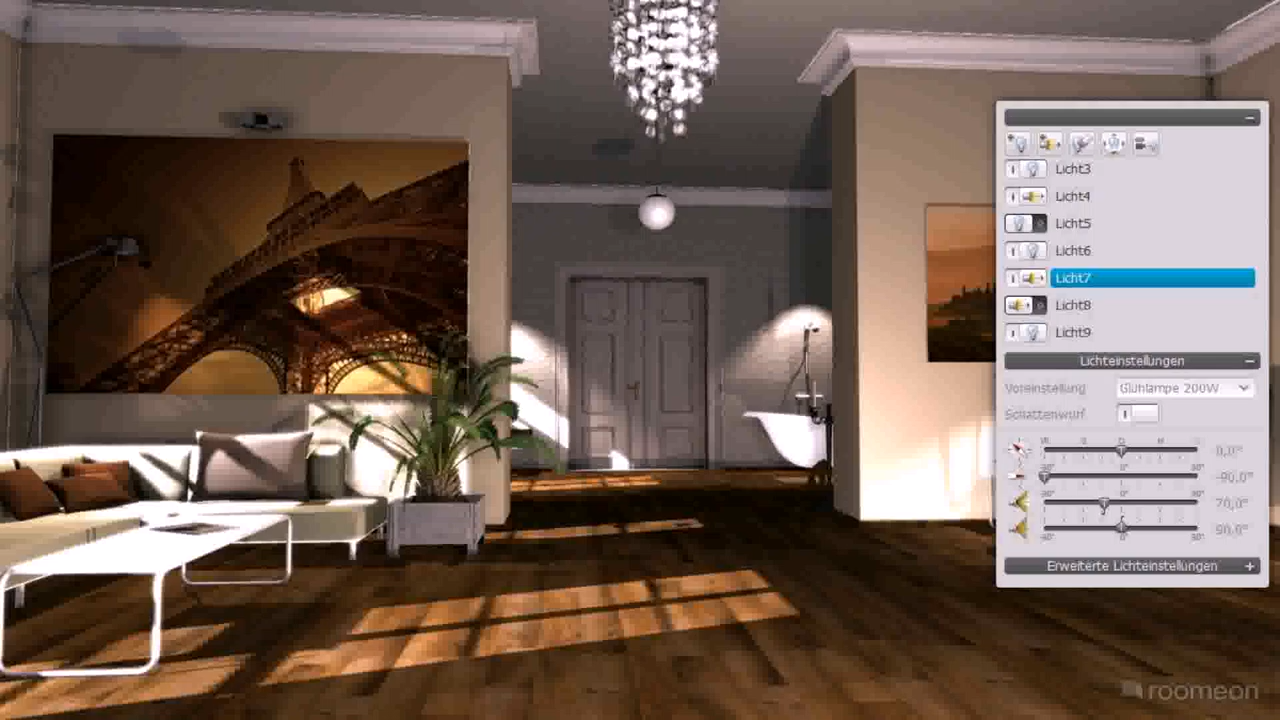 Licht3
Licht4
Licht5
Licht6
Licht7
Licht8
Licht9
Lichteinstellungen
Voreinstellung Glühlampe 200W
Schattenwurf
0,0°
-90,0°
70,0°
90,0°
Erweiterte Lichteinstellungen
roomeon